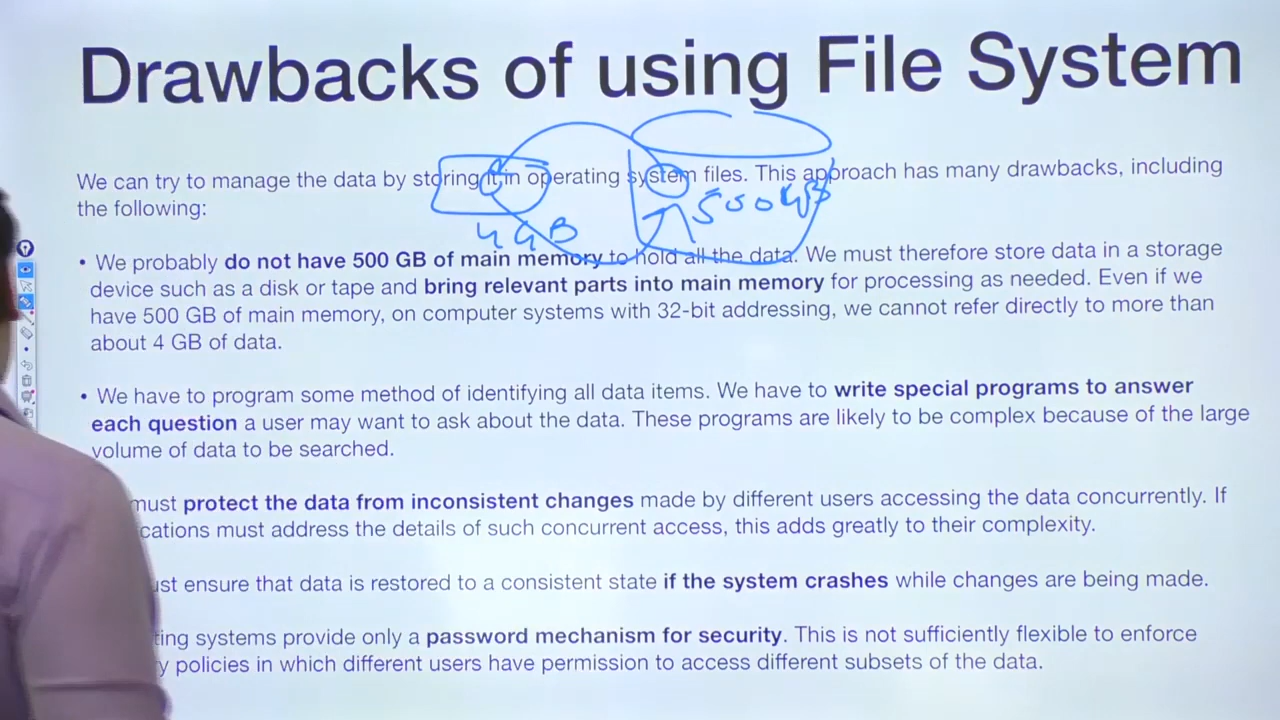 Drawbacks of using File System
We can try to manage the data by storing it in operating system files. This approach has many drawbacks, including
the following:
500 GB
4 GB
• We probably do not have 500 GB of main memory to hold all the data. We must therefore store data in a storage
device such as a disk or tape and bring relevant parts into main memory for processing as needed. Even if we
have 500 GB of main memory, on computer systems with 32-bit addressing, we cannot refer directly to more than
about 4 GB of data.
• We have to program some method of identifying all data items. We have to write special programs to answer
each question a user may want to ask about the data. These programs are likely to be complex because of the large
volume of data to be searched.
must protect the data from inconsistent changes made by different users accessing the data concurrently. If
cations must address the details of such concurrent access, this adds greatly to their complexity.
ust ensure that data is restored to a consistent state if the system crashes while changes are being made.
ting systems provide only a password mechanism for security. This is not sufficiently flexible to enforce
y policies in which different users have permission to access different subsets of the data.